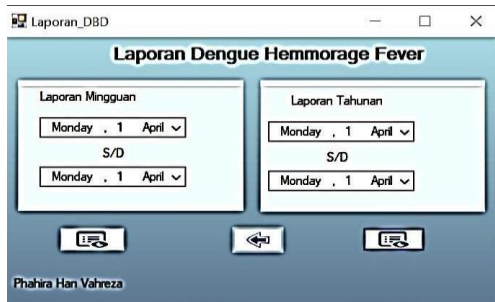 Laporan_DBD
Laporan Dengue Hemmorage Fever
Laporan Mingguan
Monday , 1 April
S/D
Monday , 1 April
Laporan Tahunan
Monday , 1 April
S/D
Monday , 1 April
Phahira Han Vahreza